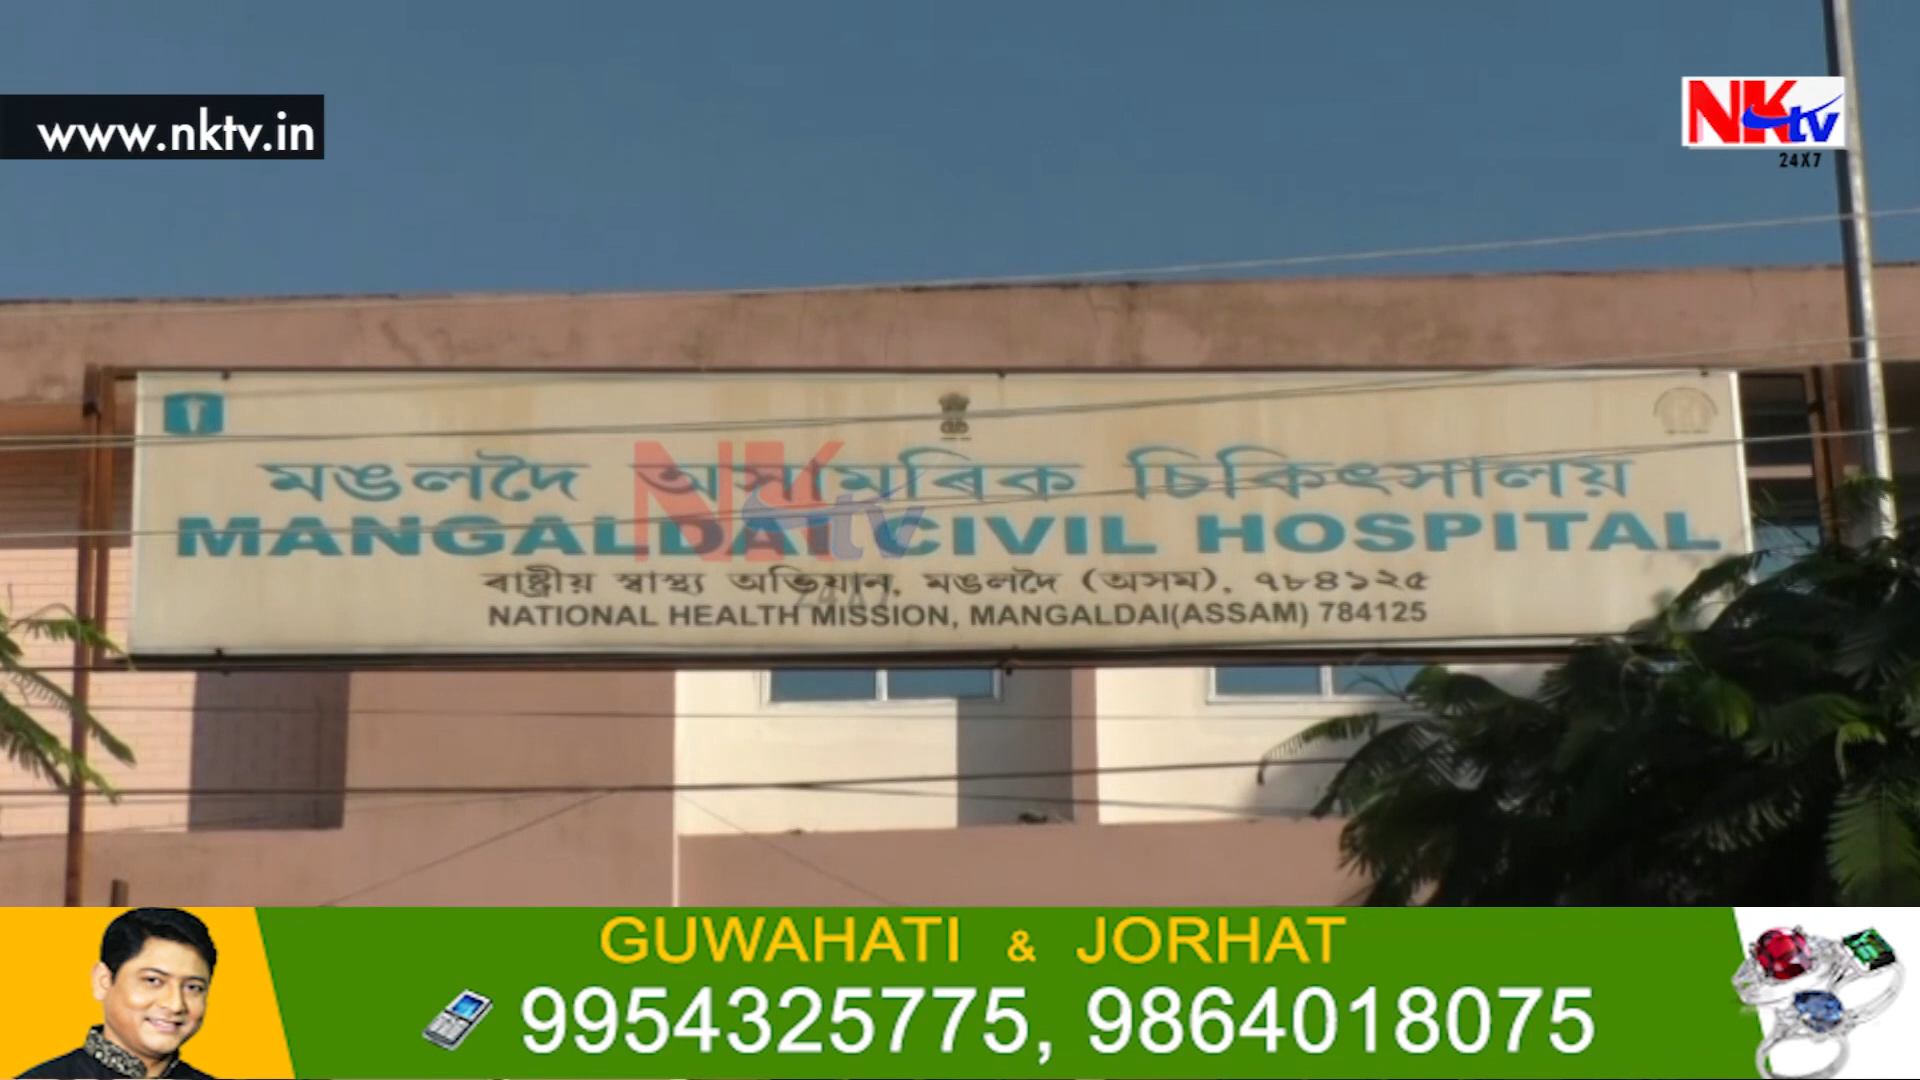 www.nktv.in
NKtv
24X7
মঙলদৈ অসামৰিক চিকিৎসালয়
MANGALDAI CIVIL HOSPITAL
ৰাষ্ট্ৰীয় স্বাস্থ্য অভিযান, মঙলদৈ (অসম), ৭৮৪১২৫
NATIONAL HEALTH MISSION, MANGALDAI(ASSAM) 784125
NKtv
GUWAHATI & JORHAT
9954325775, 9864018075